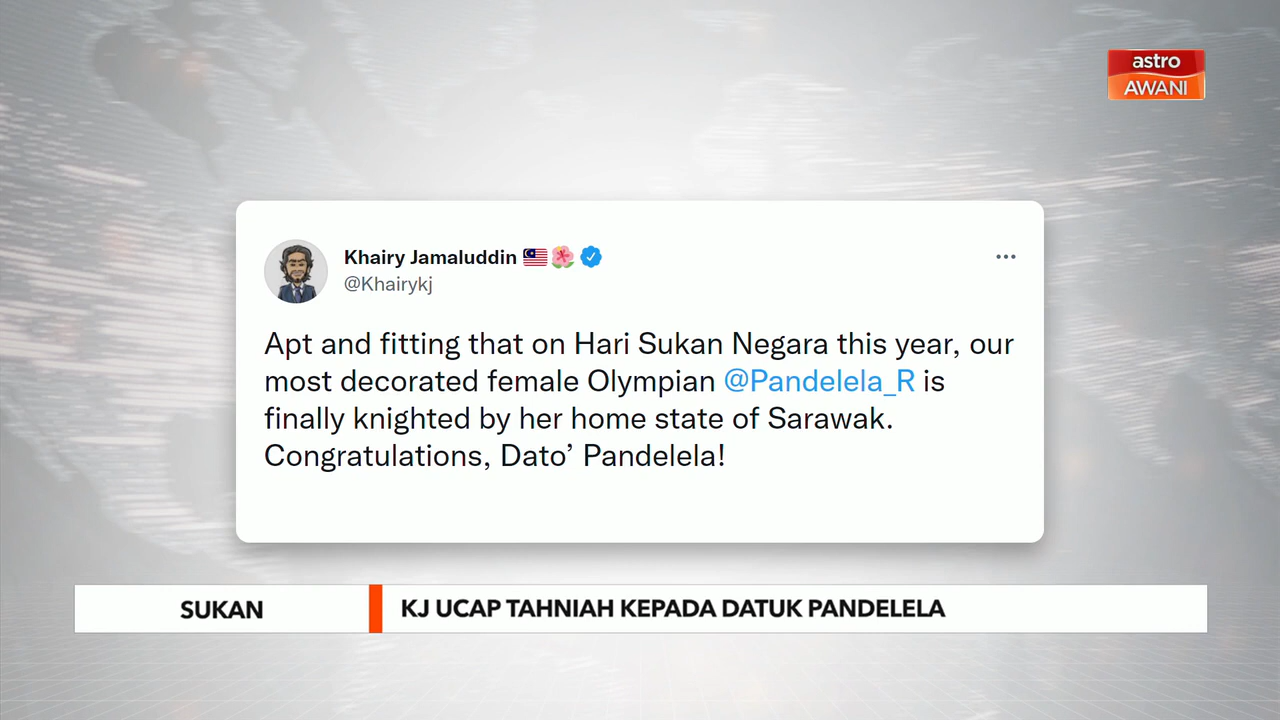 astro
AWANI
Khairy Jamaluddin
@Khairykj
Apt and fitting that on Hari Sukan Negara this year, our
most decorated female Olympian @Pandelela_R is
finally knighted by her home state of Sarawak.
Congratulations, Dato’ Pandelela!
SUKAN
KJ UCAP TAHNIAH KEPADA DATUK PANDELELA